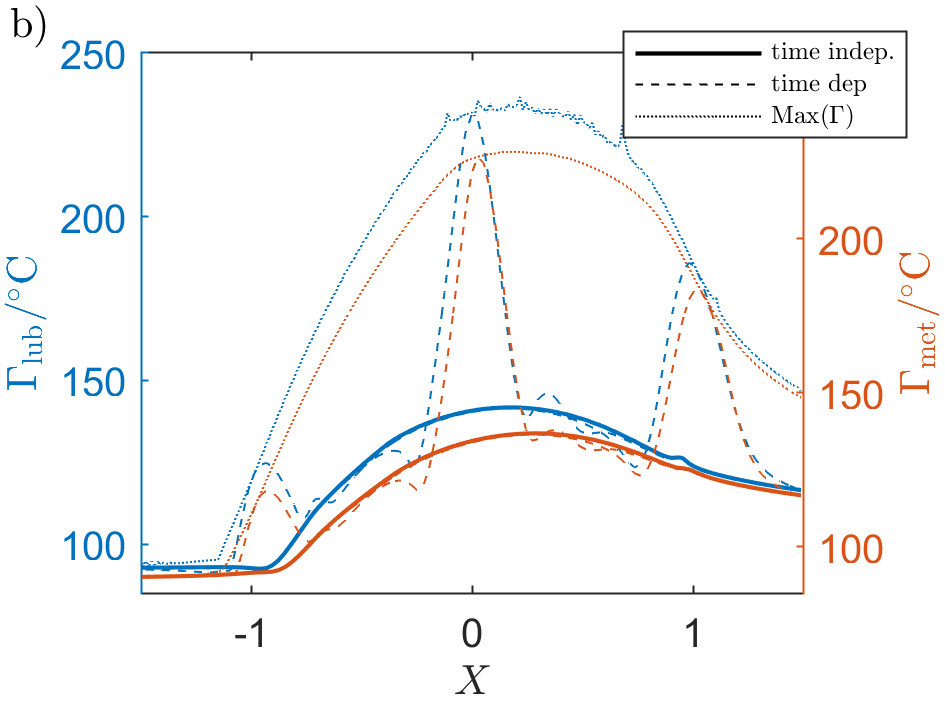 b)
time indep.
time dep
Max(Γ)
250
200
150
100
Γlub/°C
200
150
100
Γmet/°C
-1 0 1
X